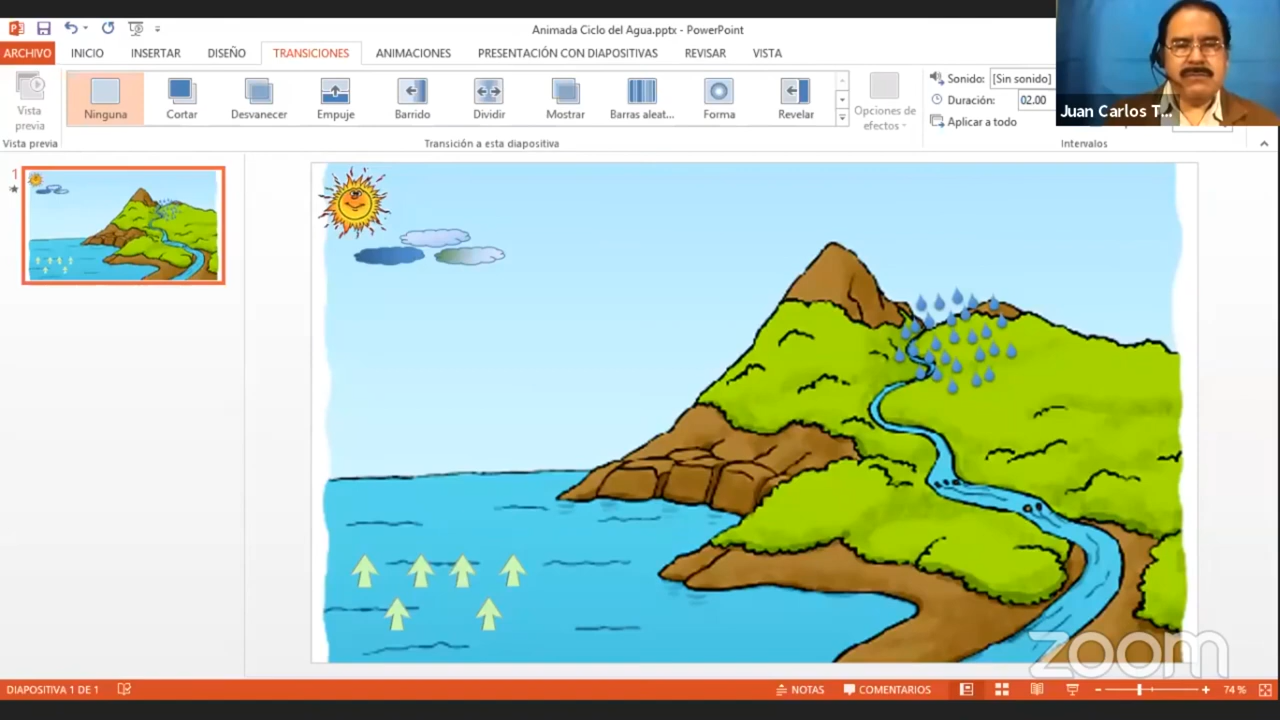 Animada Ciclo del Agua.pptx - PowerPoint
ARCHIVO INICIO INSERTAR DISEÑO TRANSICIONES ANIMACIONES PRESENTACIÓN CON DIAPOSITIVAS REVISAR VISTA
Vista previa
Ninguna Cortar Desvanecer Empuje Barrido Dividir Mostrar Barras aleat... Forma Revelar
Opciones de efectos
Sonido: [Sin sonido]
Duración: 02.00
Aplicar a todo
Juan Carlos T...
Vista previa Transición a esta diapositiva Intervalos
1
zoom
DIAPOSITIVA 1 DE 1 NOTAS COMENTARIOS 74 %